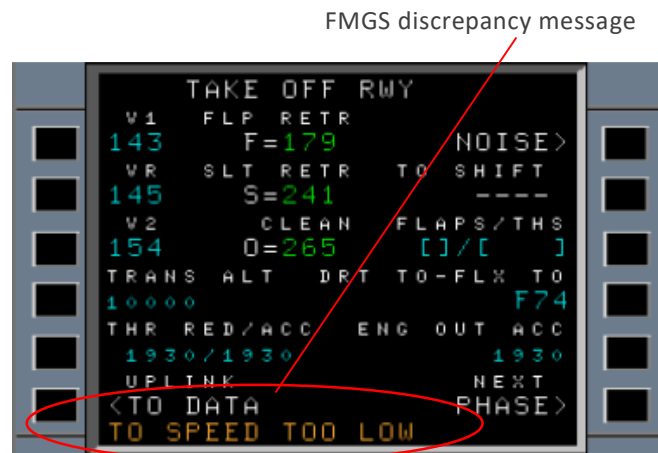 FMGS discrepancy message
TAKE OFF RWY
V1 FLP RETR
143 F=179 NOISE>
VR SLT RETR TO SHIFT
145 S=241 ----
V2 CLEAN FLAPS/THS
154 O=265 []/[ ]
TRANS ALT DRT TO-FLX TO
10000 F74
THR RED/ACC ENG OUT ACC
1930/1930 1930
UPLINK NEXT
<TO DATA PHASE>
TO SPEED TOO LOW